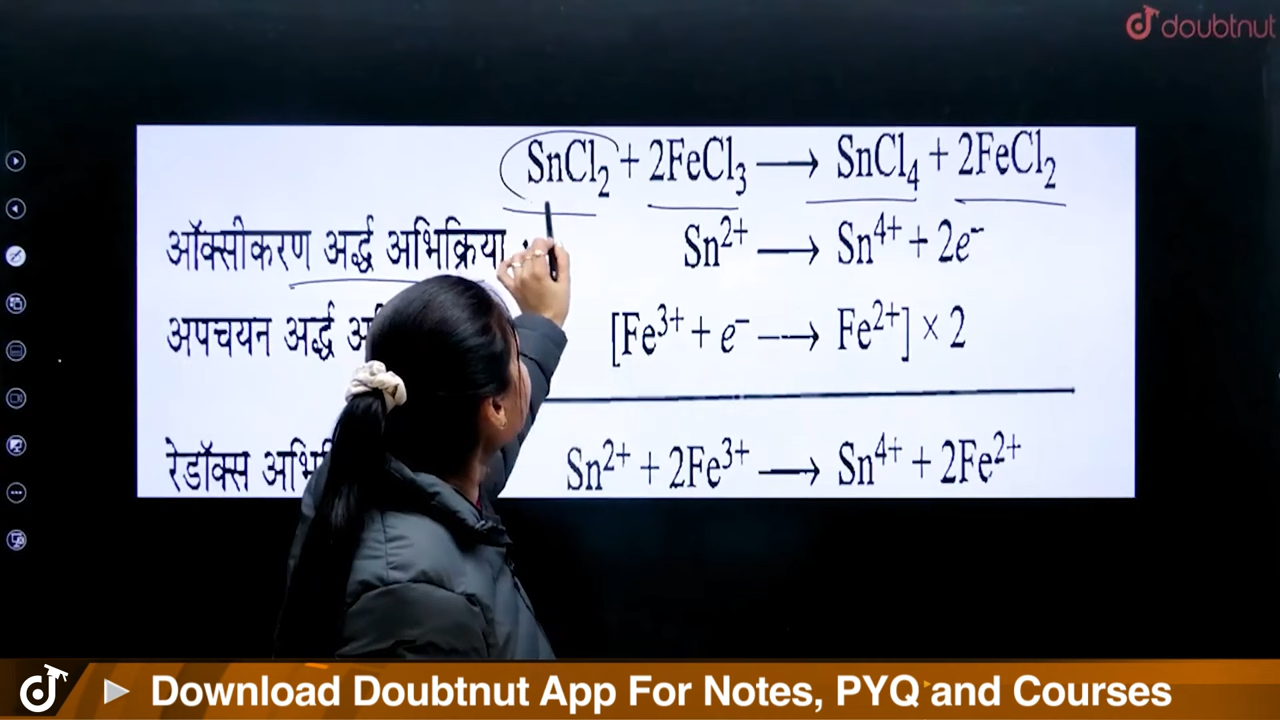 doubtnut
SnCl₂ + 2FeCl₃ ⟶ SnCl₄ + 2FeCl₂
ऑक्सीकरण अर्द्ध अभिक्रिया : Sn²⁺ ⟶ Sn⁴⁺ + 2e⁻
अपचयन अर्द्ध [Fe³⁺ + e⁻ ⟶ Fe²⁺] × 2
रेडॉक्स Sn²⁺ + 2Fe³⁺ ⟶ Sn⁴⁺ + 2Fe²⁺
Download Doubtnut App For Notes, PYQ and Courses